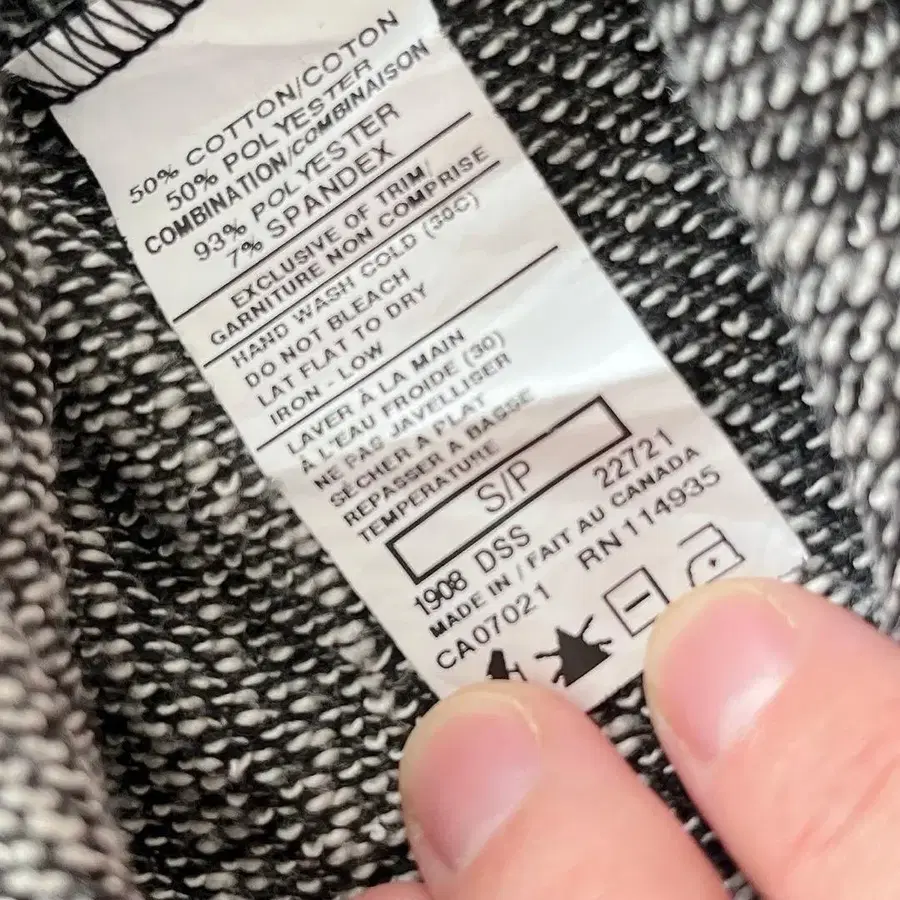 50% COTTON/COTON
50% POLYESTER
COMBINATION/COMBINAISON
93% POLYESTER
7% SPANDEX
EXCLUSIVE OF TRIM/
GARNITURE NON COMPRISE
HAND WASH COLD (30C)
DO NOT BLEACH
LAT FLAT TO DRY
IRON - LOW
LAVER A LA MAIN
À L'EAU FROIDE (30)
NE PAS JAVELLISER
SÉCHER A PLAT
REPASSER A BASSE
TEMPERATURE
S/P
1908 DSS 22721
MADE IN / FAIT AU CANADA
CA07021 RN114935